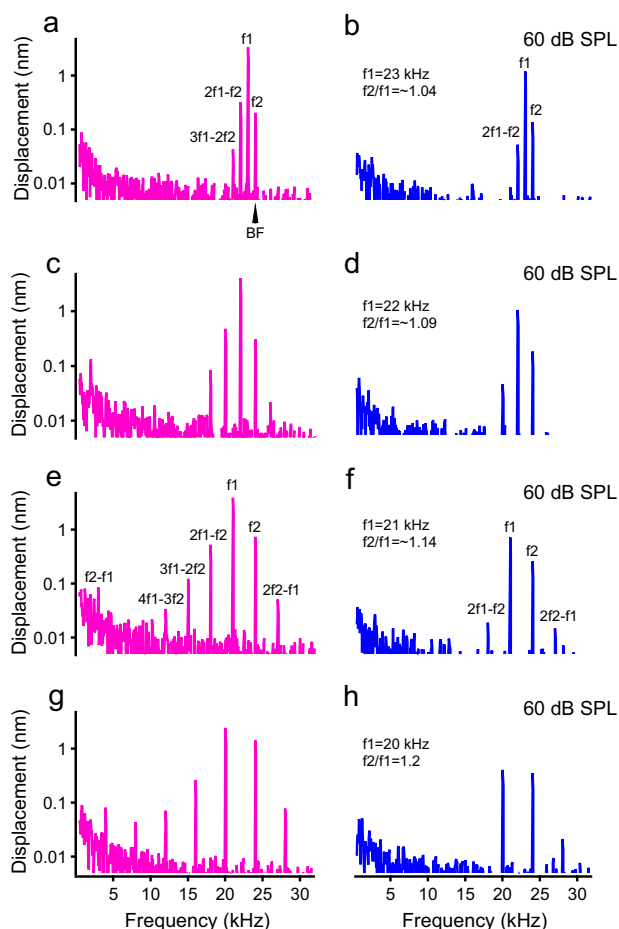 a
b
60 dB SPL
f1
2f1-f2
f2
3f1-2f2
f1=23 kHz
f2/f1=~1.04
2f1-f2
f2
Displacement (nm)
1
0.1
0.01
BF
c
d
60 dB SPL
f1=22 kHz
f2/f1=~1.09
Displacement (nm)
1
0.1
0.01
e
f
60 dB SPL
f1
2f1-f2
f2
3f1-2f2
f2-f1
4f1-3f2
2f2-f1
f1=21 kHz
f2/f1=~1.14
f1
f2
2f1-f2
2f2-f1
Displacement (nm)
1
0.1
0.01
g
h
60 dB SPL
f1=20 kHz
f2/f1=1.2
Displacement (nm)
1
0.1
0.01
5 10 15 20 25 30
5 10 15 20 25 30
Frequency (kHz)
Frequency (kHz)